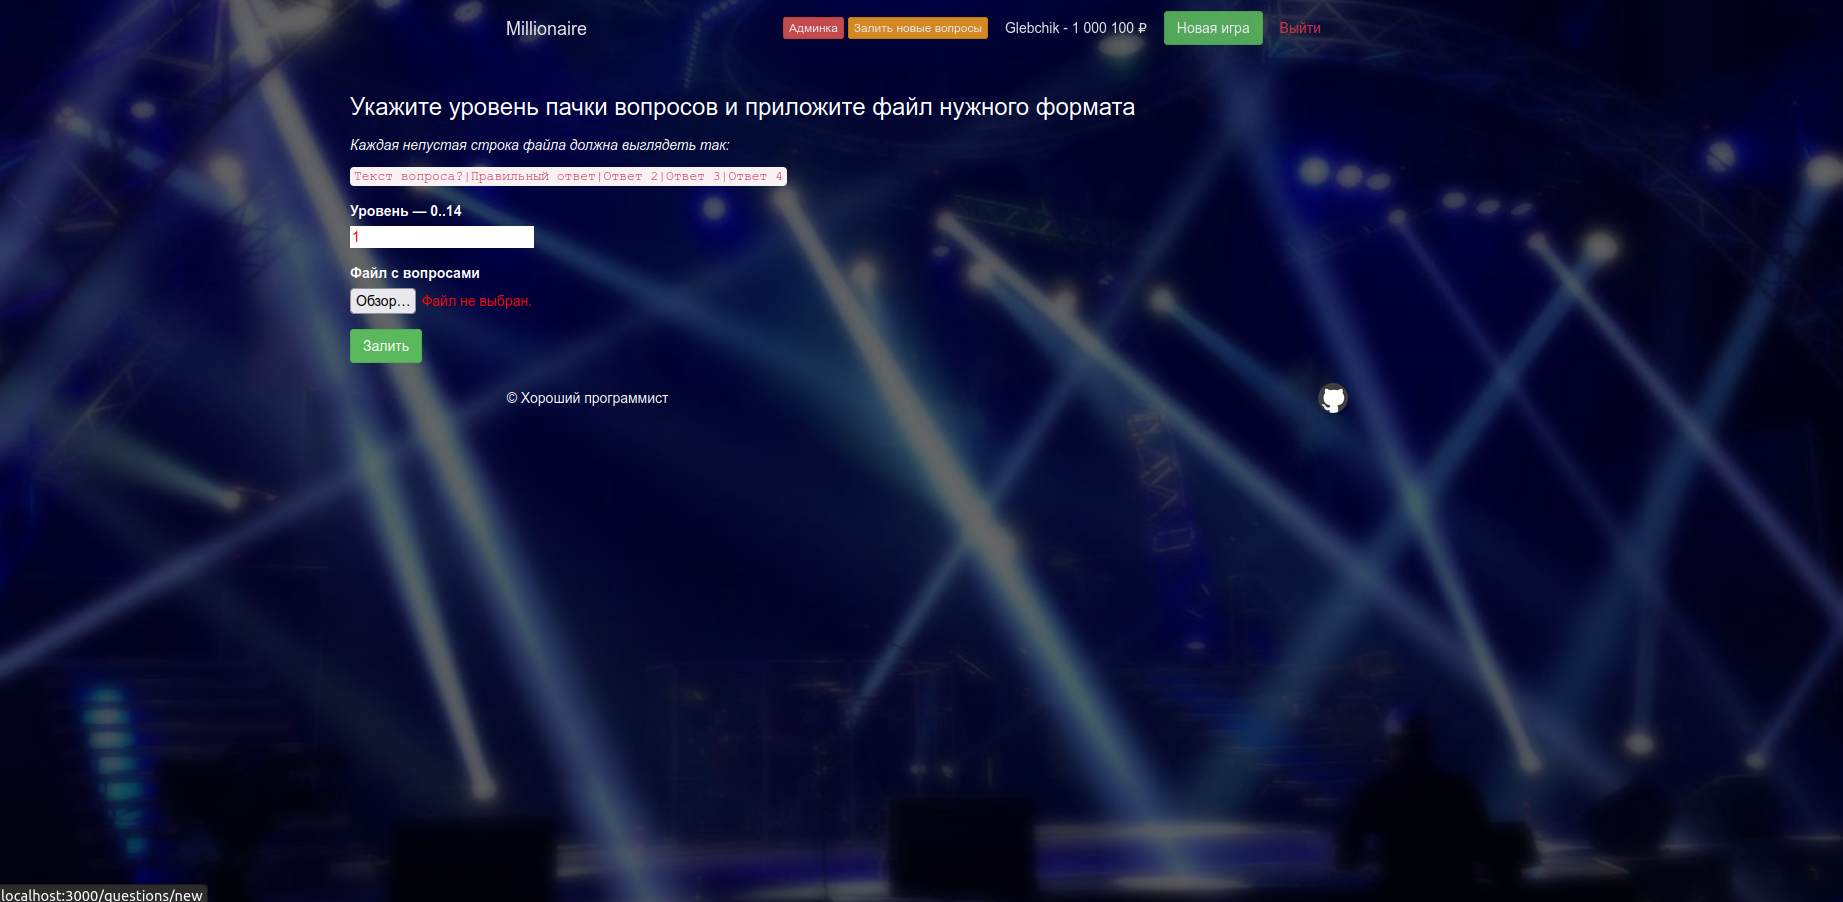 Millionaire
Админка
Залить новые вопросы
Glebchik - 1 000 100 ₽
Новая игра
Выйти
Укажите уровень пачки вопросов и приложите файл нужного формата
Каждая непустая строка файла должна выглядеть так:
Текст вопроса?|Правильный ответ|Ответ 2|Ответ 3|Ответ 4
Уровень — 0..14
1
Файл с вопросами
Обзор… Файл не выбран.
Залить
© Хороший программист
localhost:3000/questions/new